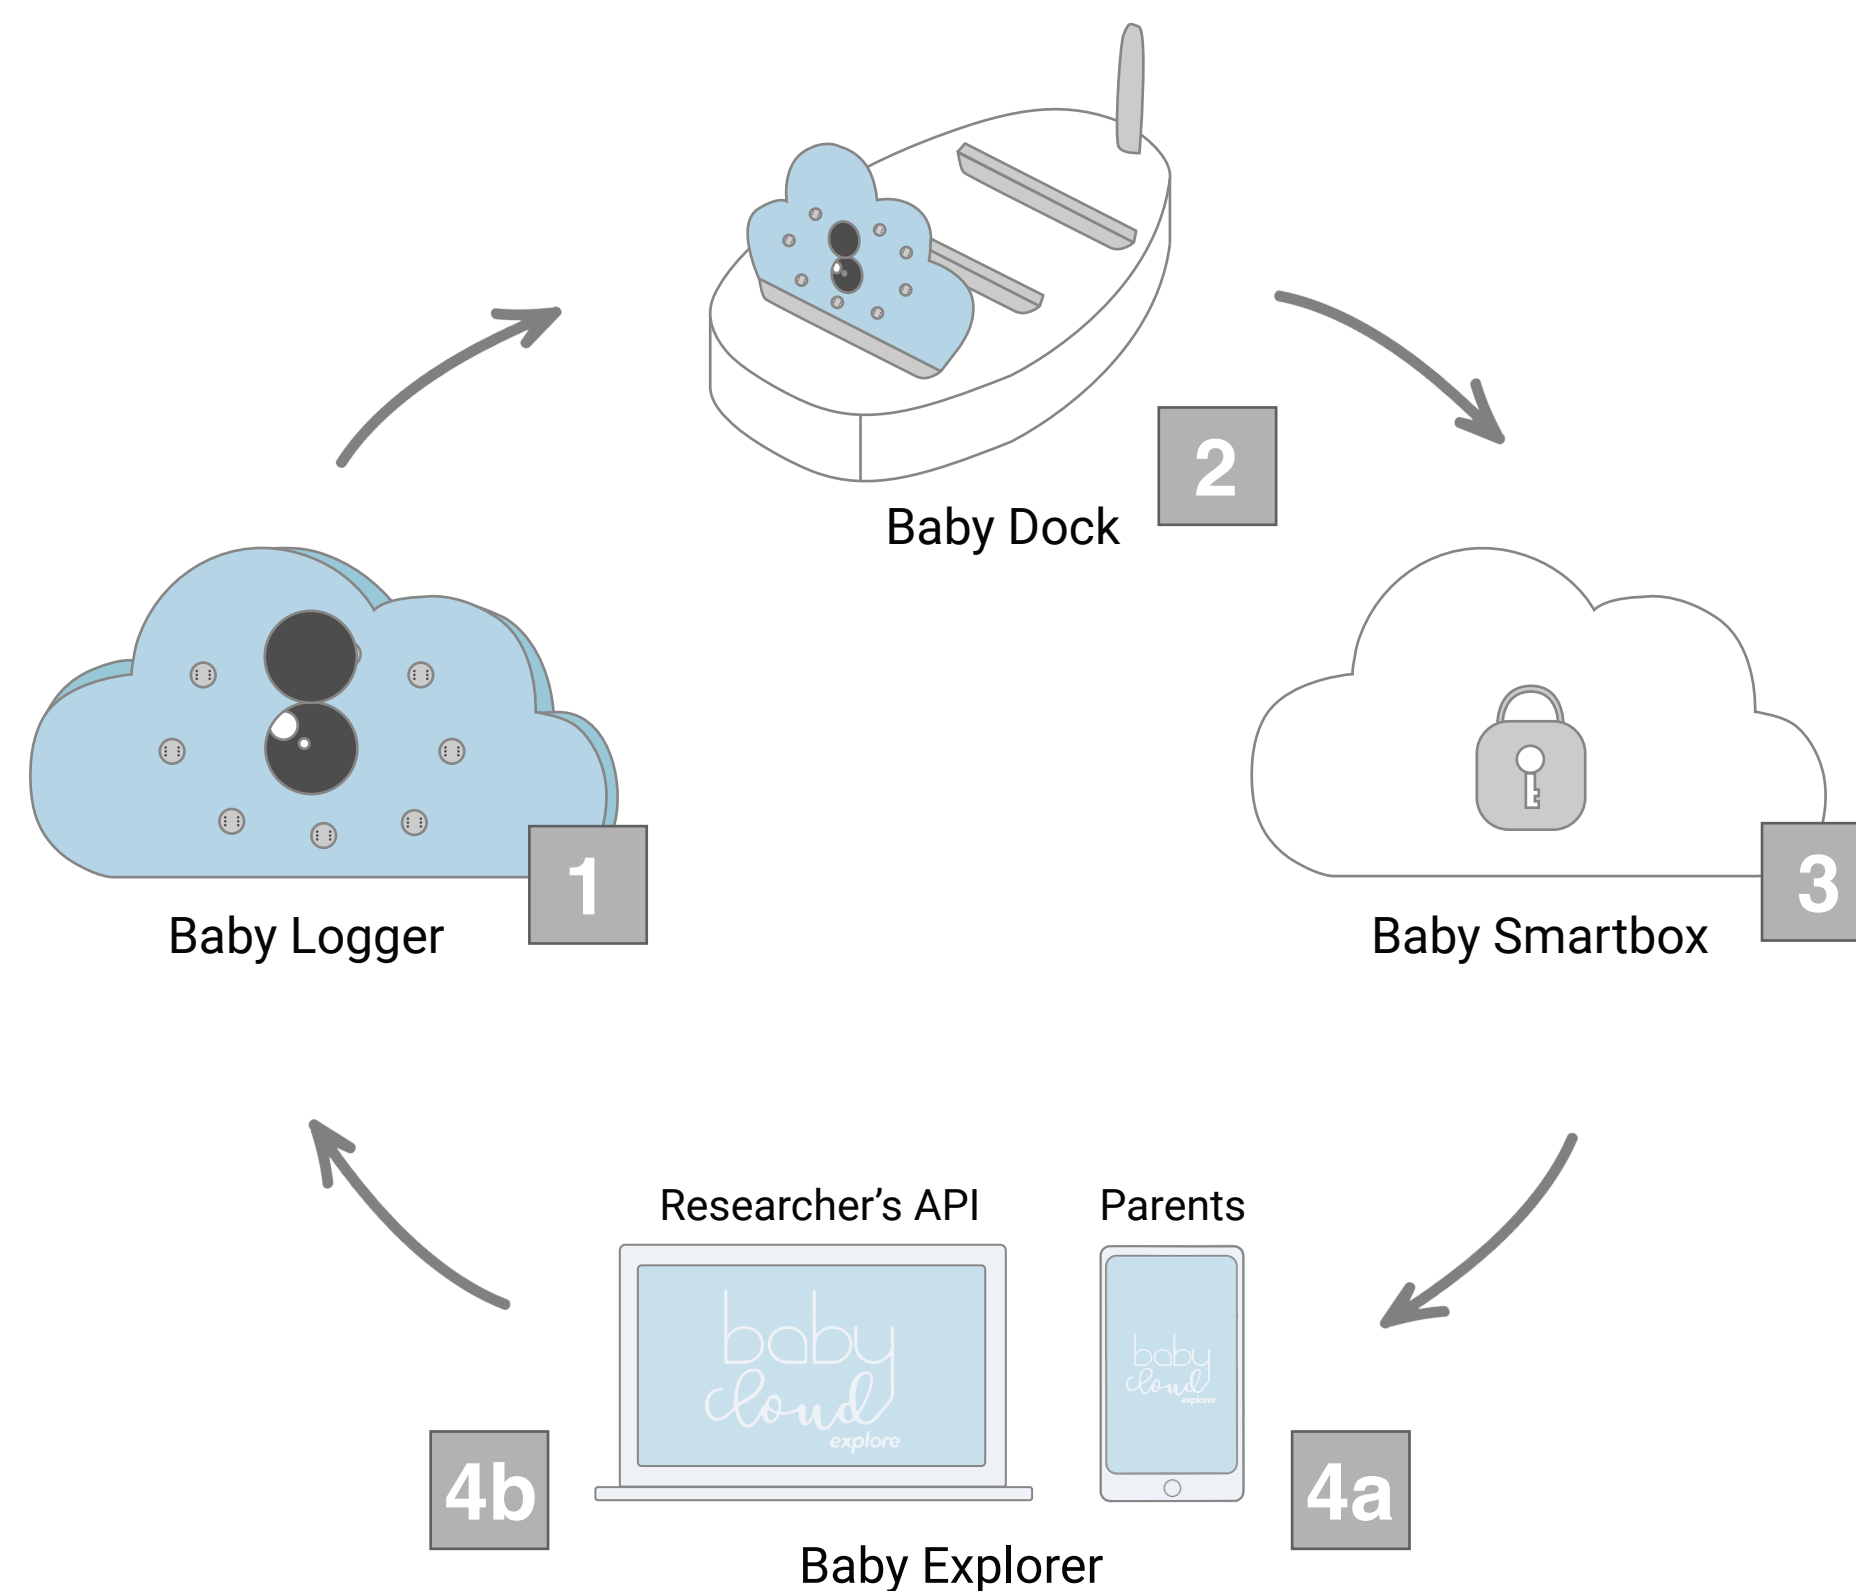 2
Baby Dock
1
Baby Logger
3
Baby Smartbox
Researcher’s API
Parents
baby
cloud
explore
baby
cloud
explorer
4b
4a
Baby Explorer